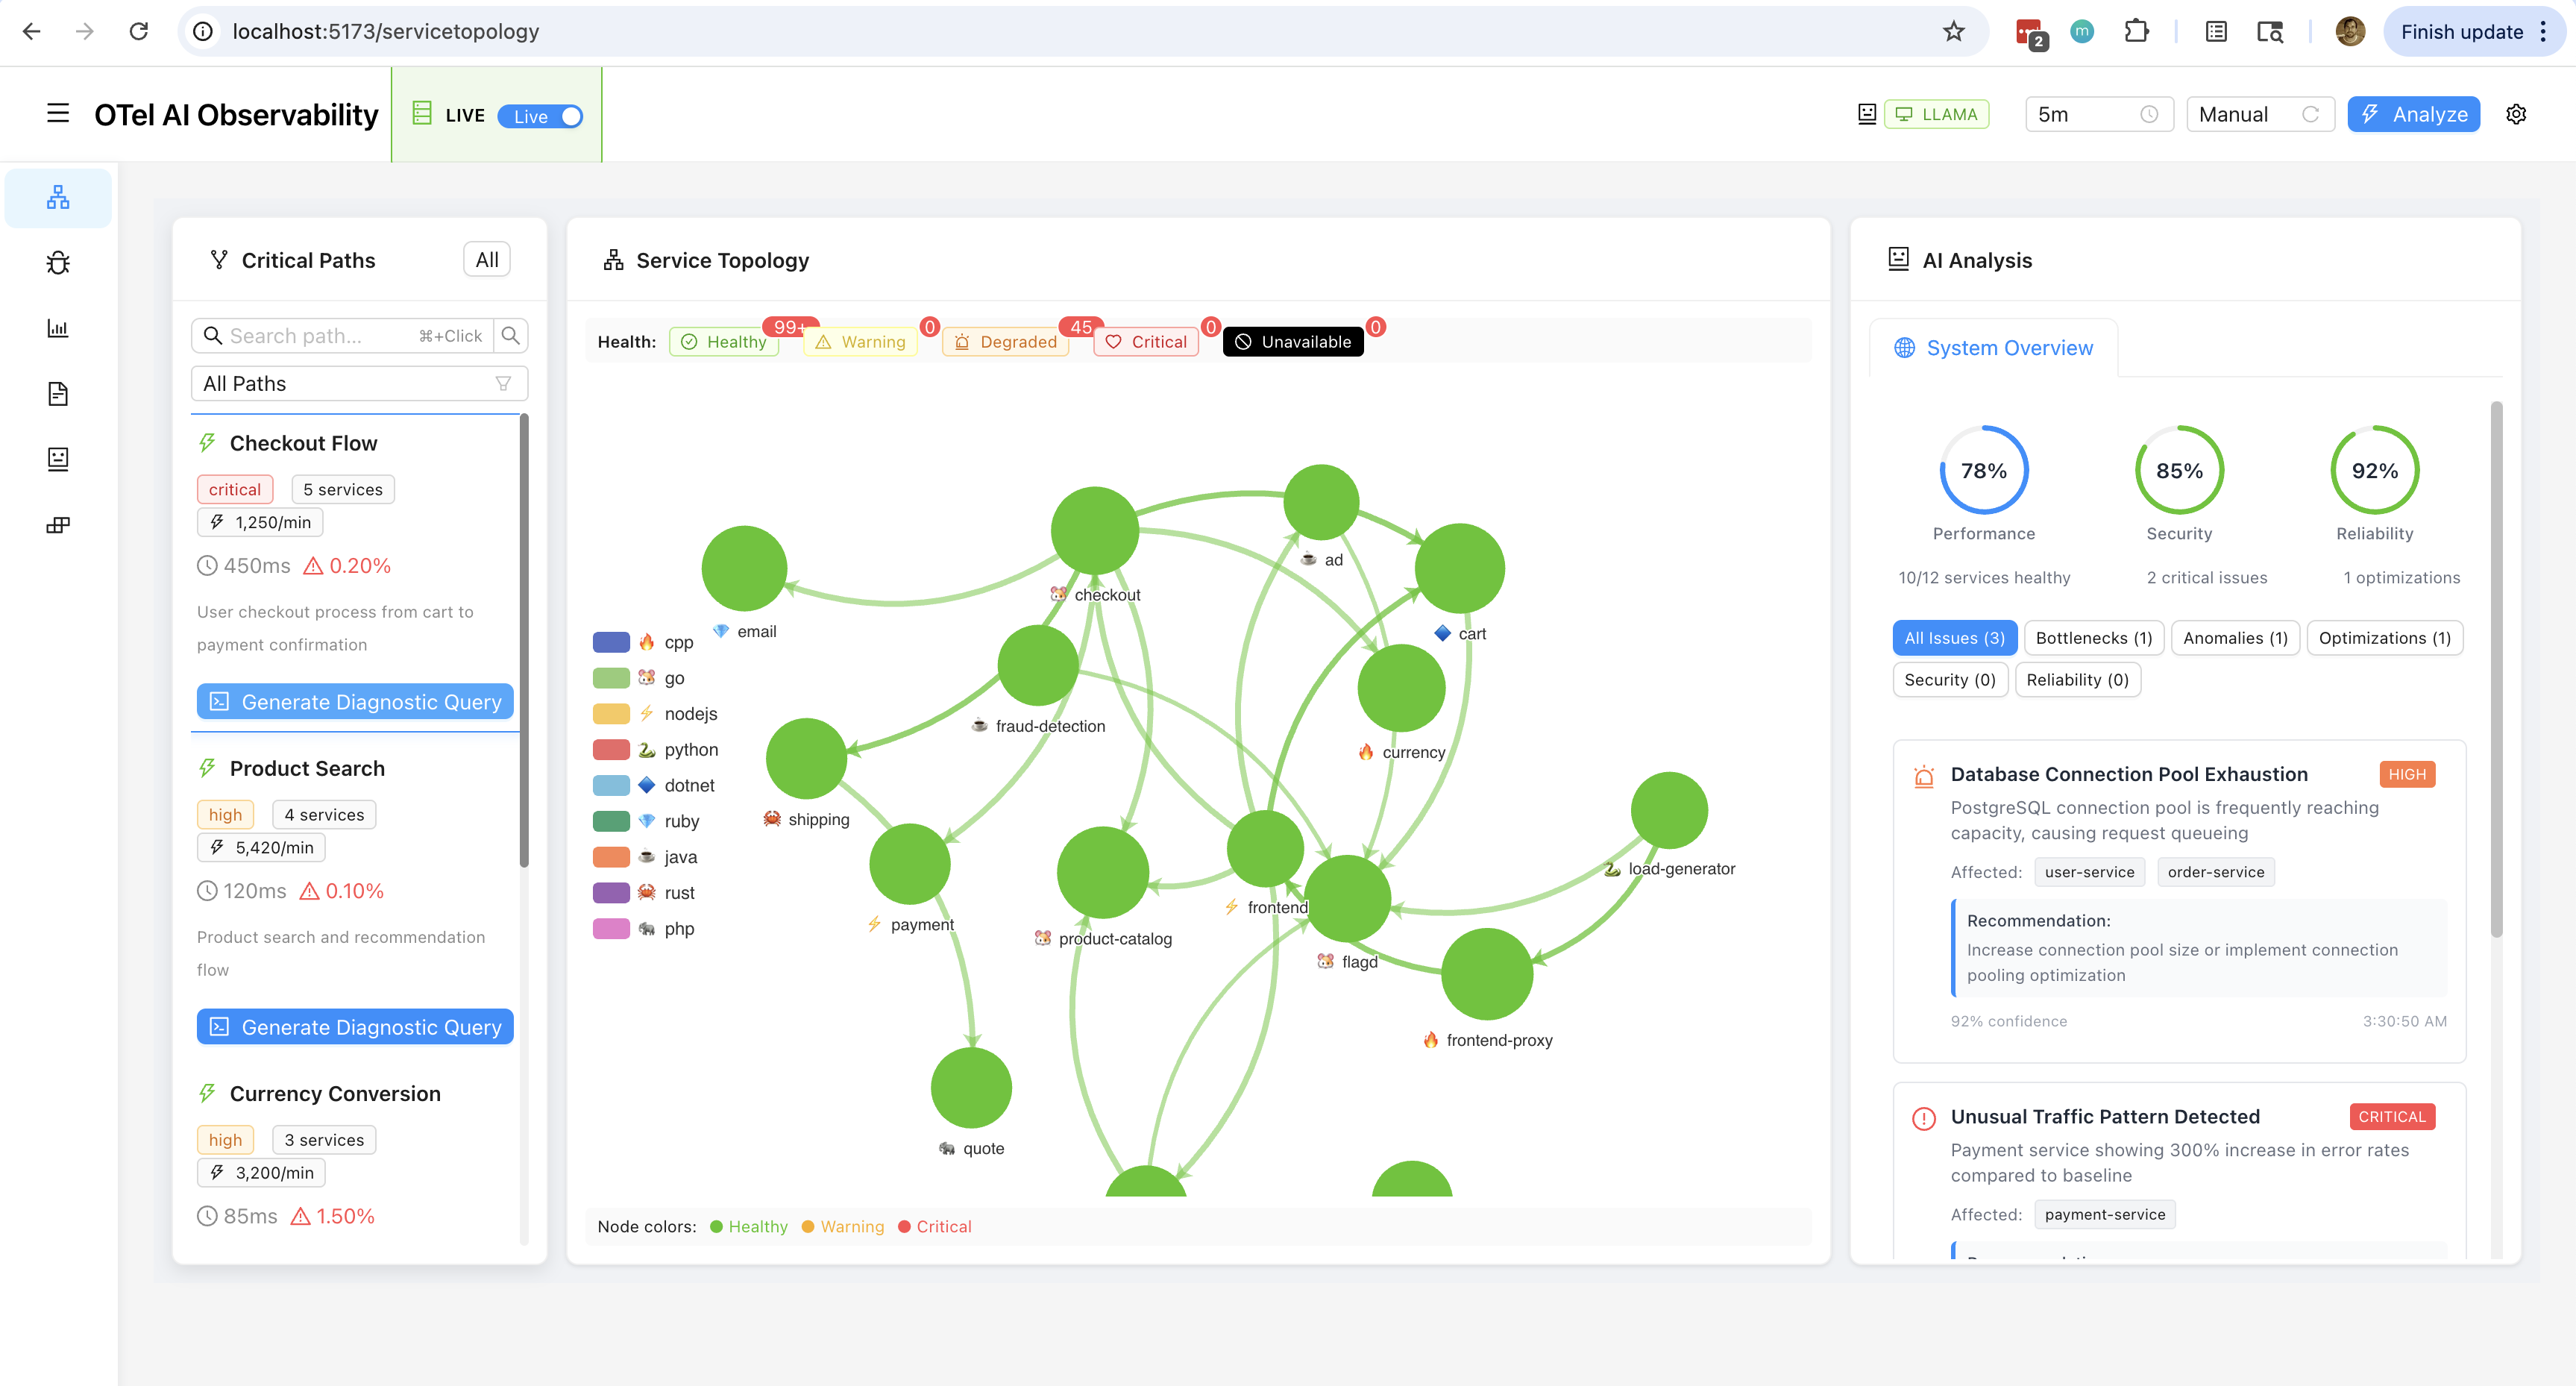 localhost:5173/servicetopology
2
m
Finish update
OTel AI Observability
LIVE
Live
LLAMA
5m
Manual
Analyze
Critical Paths
All
Search path...
⌘+Click
All Paths
Checkout Flow
critical
5 services
1,250/min
450ms
0.20%
User checkout process from cart to
payment confirmation
Generate Diagnostic Query
Product Search
high
4 services
5,420/min
120ms
0.10%
Product search and recommendation
flow
Generate Diagnostic Query
Currency Conversion
high
3 services
3,200/min
85ms
1.50%
Service Topology
Health:
Healthy
99+
Warning
0
Degraded
45
Critical
0
Unavailable
0
cpp
go
nodejs
python
dotnet
ruby
java
rust
php
email
checkout
ad
cart
fraud-detection
currency
shipping
payment
product-catalog
frontend
flagd
load-generator
frontend-proxy
quote
Node colors:
Healthy
Warning
Critical
AI Analysis
System Overview
78%
Performance
10/12 services healthy
85%
Security
2 critical issues
92%
Reliability
1 optimizations
All Issues (3)
Bottlenecks (1)
Anomalies (1)
Optimizations (1)
Security (0)
Reliability (0)
Database Connection Pool Exhaustion
HIGH
PostgreSQL connection pool is frequently reaching
capacity, causing request queueing
Affected:
user-service
order-service
Recommendation:
Increase connection pool size or implement connection
pooling optimization
92% confidence
3:30:50 AM
Unusual Traffic Pattern Detected
CRITICAL
Payment service showing 300% increase in error rates
compared to baseline
Affected:
payment-service